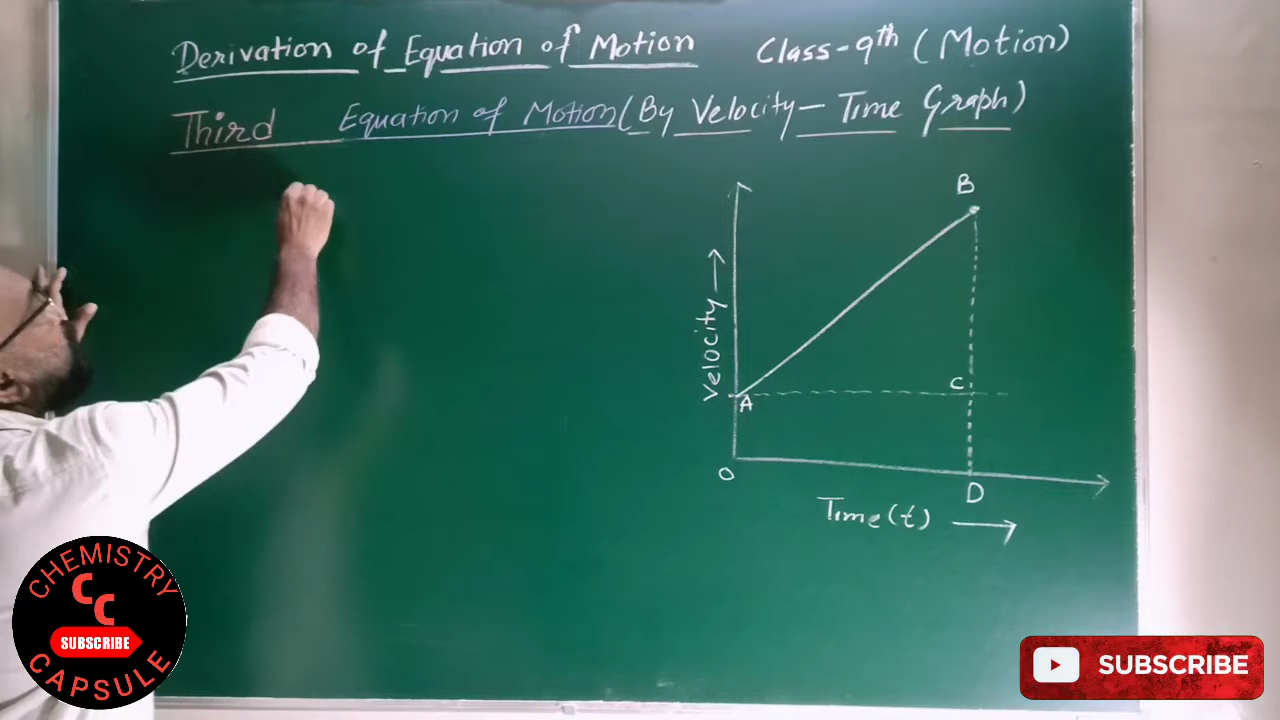 Derivation of Equation of Motion Class-9th (Motion)
Third Equation of Motion (By Velocity-Time Graph)
B
Velocity →
A
C
O
D
Time(t) →
CHEMISTRY
CC
SUBSCRIBE
CAPSULE
SUBSCRIBE